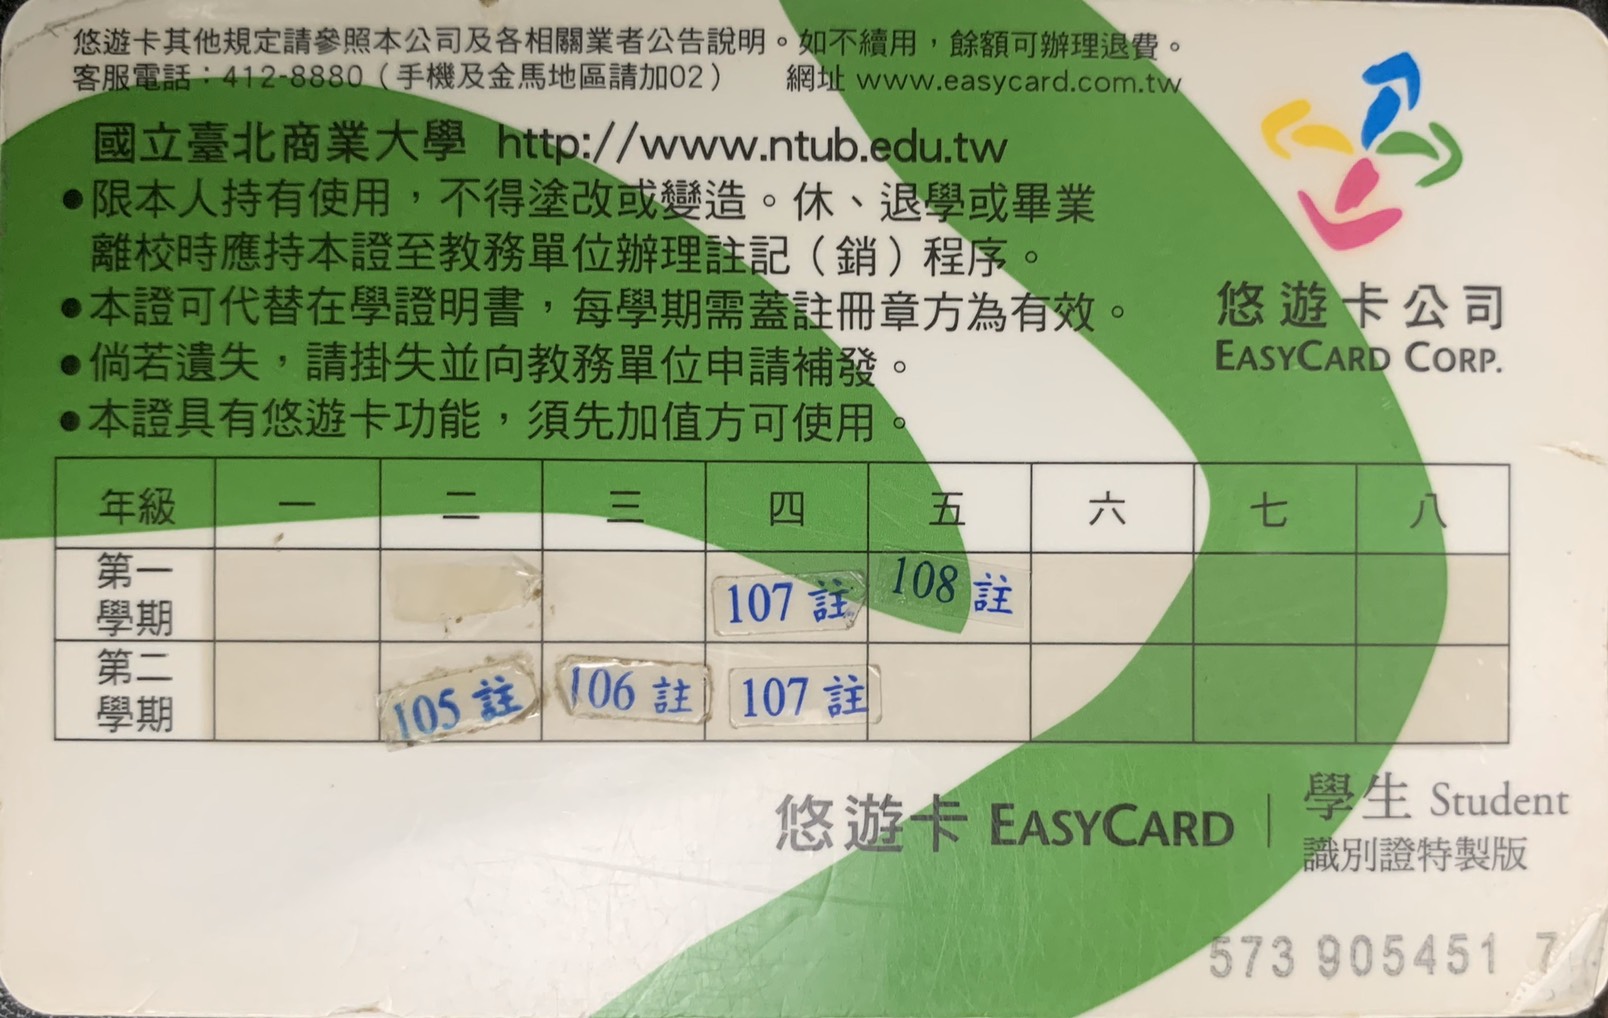 悠遊卡其他規定請參照本公司及各相關業者公告說明。如不續用，餘額可辦理退費。
客服電話：412-8880（手機及金馬地區請加02） 網址 www.easycard.com.tw
國立臺北商業大學 http://www.ntub.edu.tw
●限本人持有使用，不得塗改或變造。休、退學或畢業
離校時應持本證至教務單位辦理註記（銷）程序。
●本證可代替在學證明書，每學期需蓋註冊章方為有效。
●倘若遺失，請掛失並向教務單位申請補發。
●本證具有悠遊卡功能，須先加值方可使用。
悠遊卡公司
EASYCARD CORP.
年級 一 二 三 四 五 六 七 八
第一
學期 107 註 108 註
第二
學期 105 註 106 註 107 註
悠遊卡 EASYCARD | 學生 Student
識別證特製版
573 905451 7